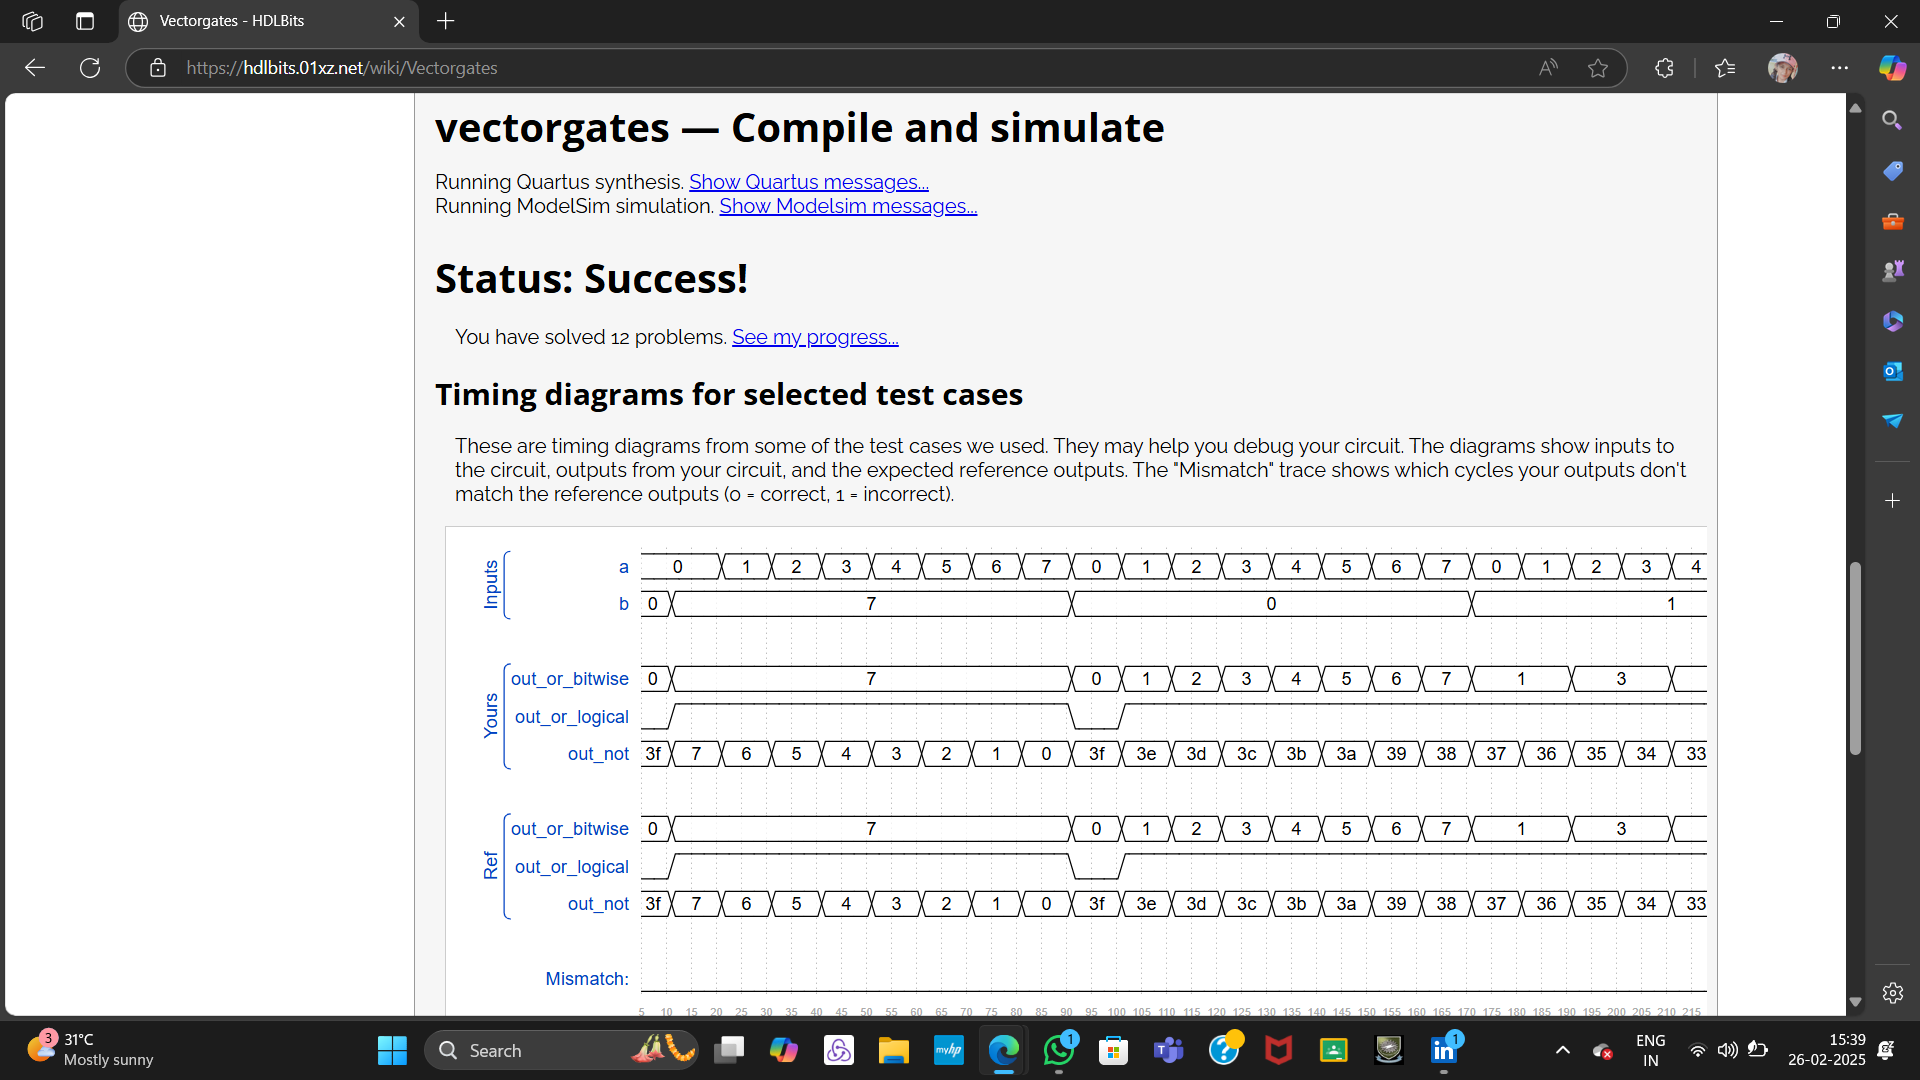 Vectorgates - HDLBits
https://hdlbits.01xz.net/wiki/Vectorgates
vectorgates — Compile and simulate
Running Quartus synthesis. Show Quartus messages...
Running ModelSim simulation. Show Modelsim messages...
Status: Success!
You have solved 12 problems. See my progress...
Timing diagrams for selected test cases
These are timing diagrams from some of the test cases we used. They may help you debug your circuit. The diagrams show inputs to
the circuit, outputs from your circuit, and the expected reference outputs. The "Mismatch" trace shows which cycles your outputs don't
match the reference outputs (0 = correct, 1 = incorrect).
Inputs
a 0 1 2 3 4 5 6 7 0 1 2 3 4 5 6 7 0 1 2 3 4
b 0 7 0 1
Yours
out_or_bitwise 0 7 0 1 2 3 4 5 6 7 1 3
out_or_logical
out_not 3f 7 6 5 4 3 2 1 0 3f 3e 3d 3c 3b 3a 39 38 37 36 35 34 33
Ref
out_or_bitwise 0 7 0 1 2 3 4 5 6 7 1 3
out_or_logical
out_not 3f 7 6 5 4 3 2 1 0 3f 3e 3d 3c 3b 3a 39 38 37 36 35 34 33
Mismatch:
5 10 15 20 25 30 35 40 45 50 55 60 65 70 75 80 85 90 95 100 105 110 115 120 125 130 135 140 145 150 155 160 165 170 175 180 185 190 195 200 205 210 215
3
31°C
Mostly sunny
Search
myhp
1
1
ENG
IN
15:39
26-02-2025